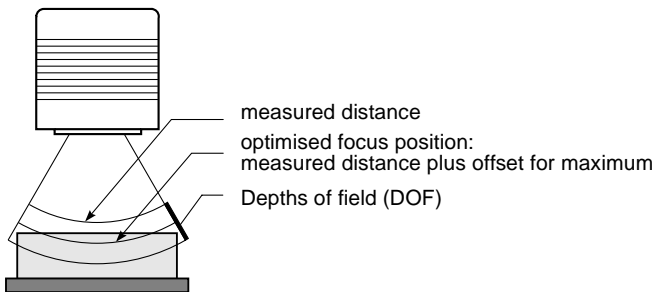 measured distance
optimised focus position:
measured distance plus offset for maximum
Depths of field (DOF)